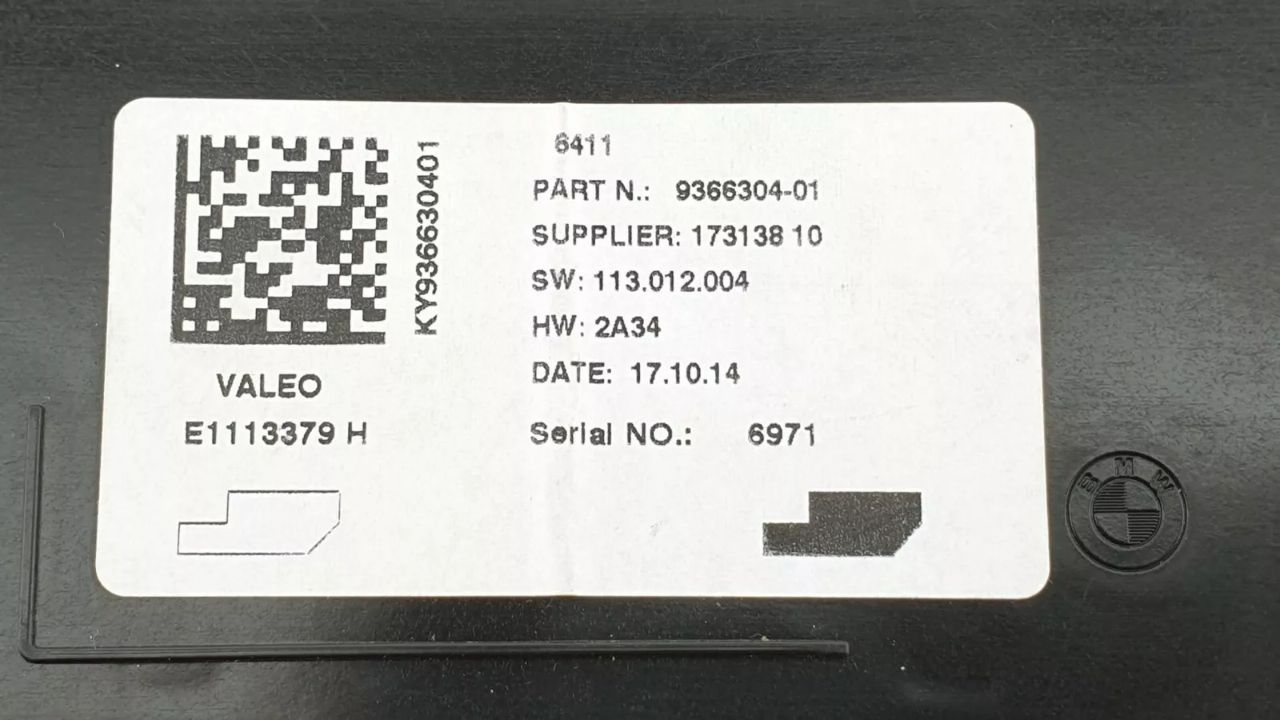 6411
PART N.: 9366304-01
SUPPLIER: 173138 10
SW: 113.012.004
HW: 2A34
DATE: 17.10.14
Serial NO.: 6971
KY936630401
VALEO
E1113379 H
BMW